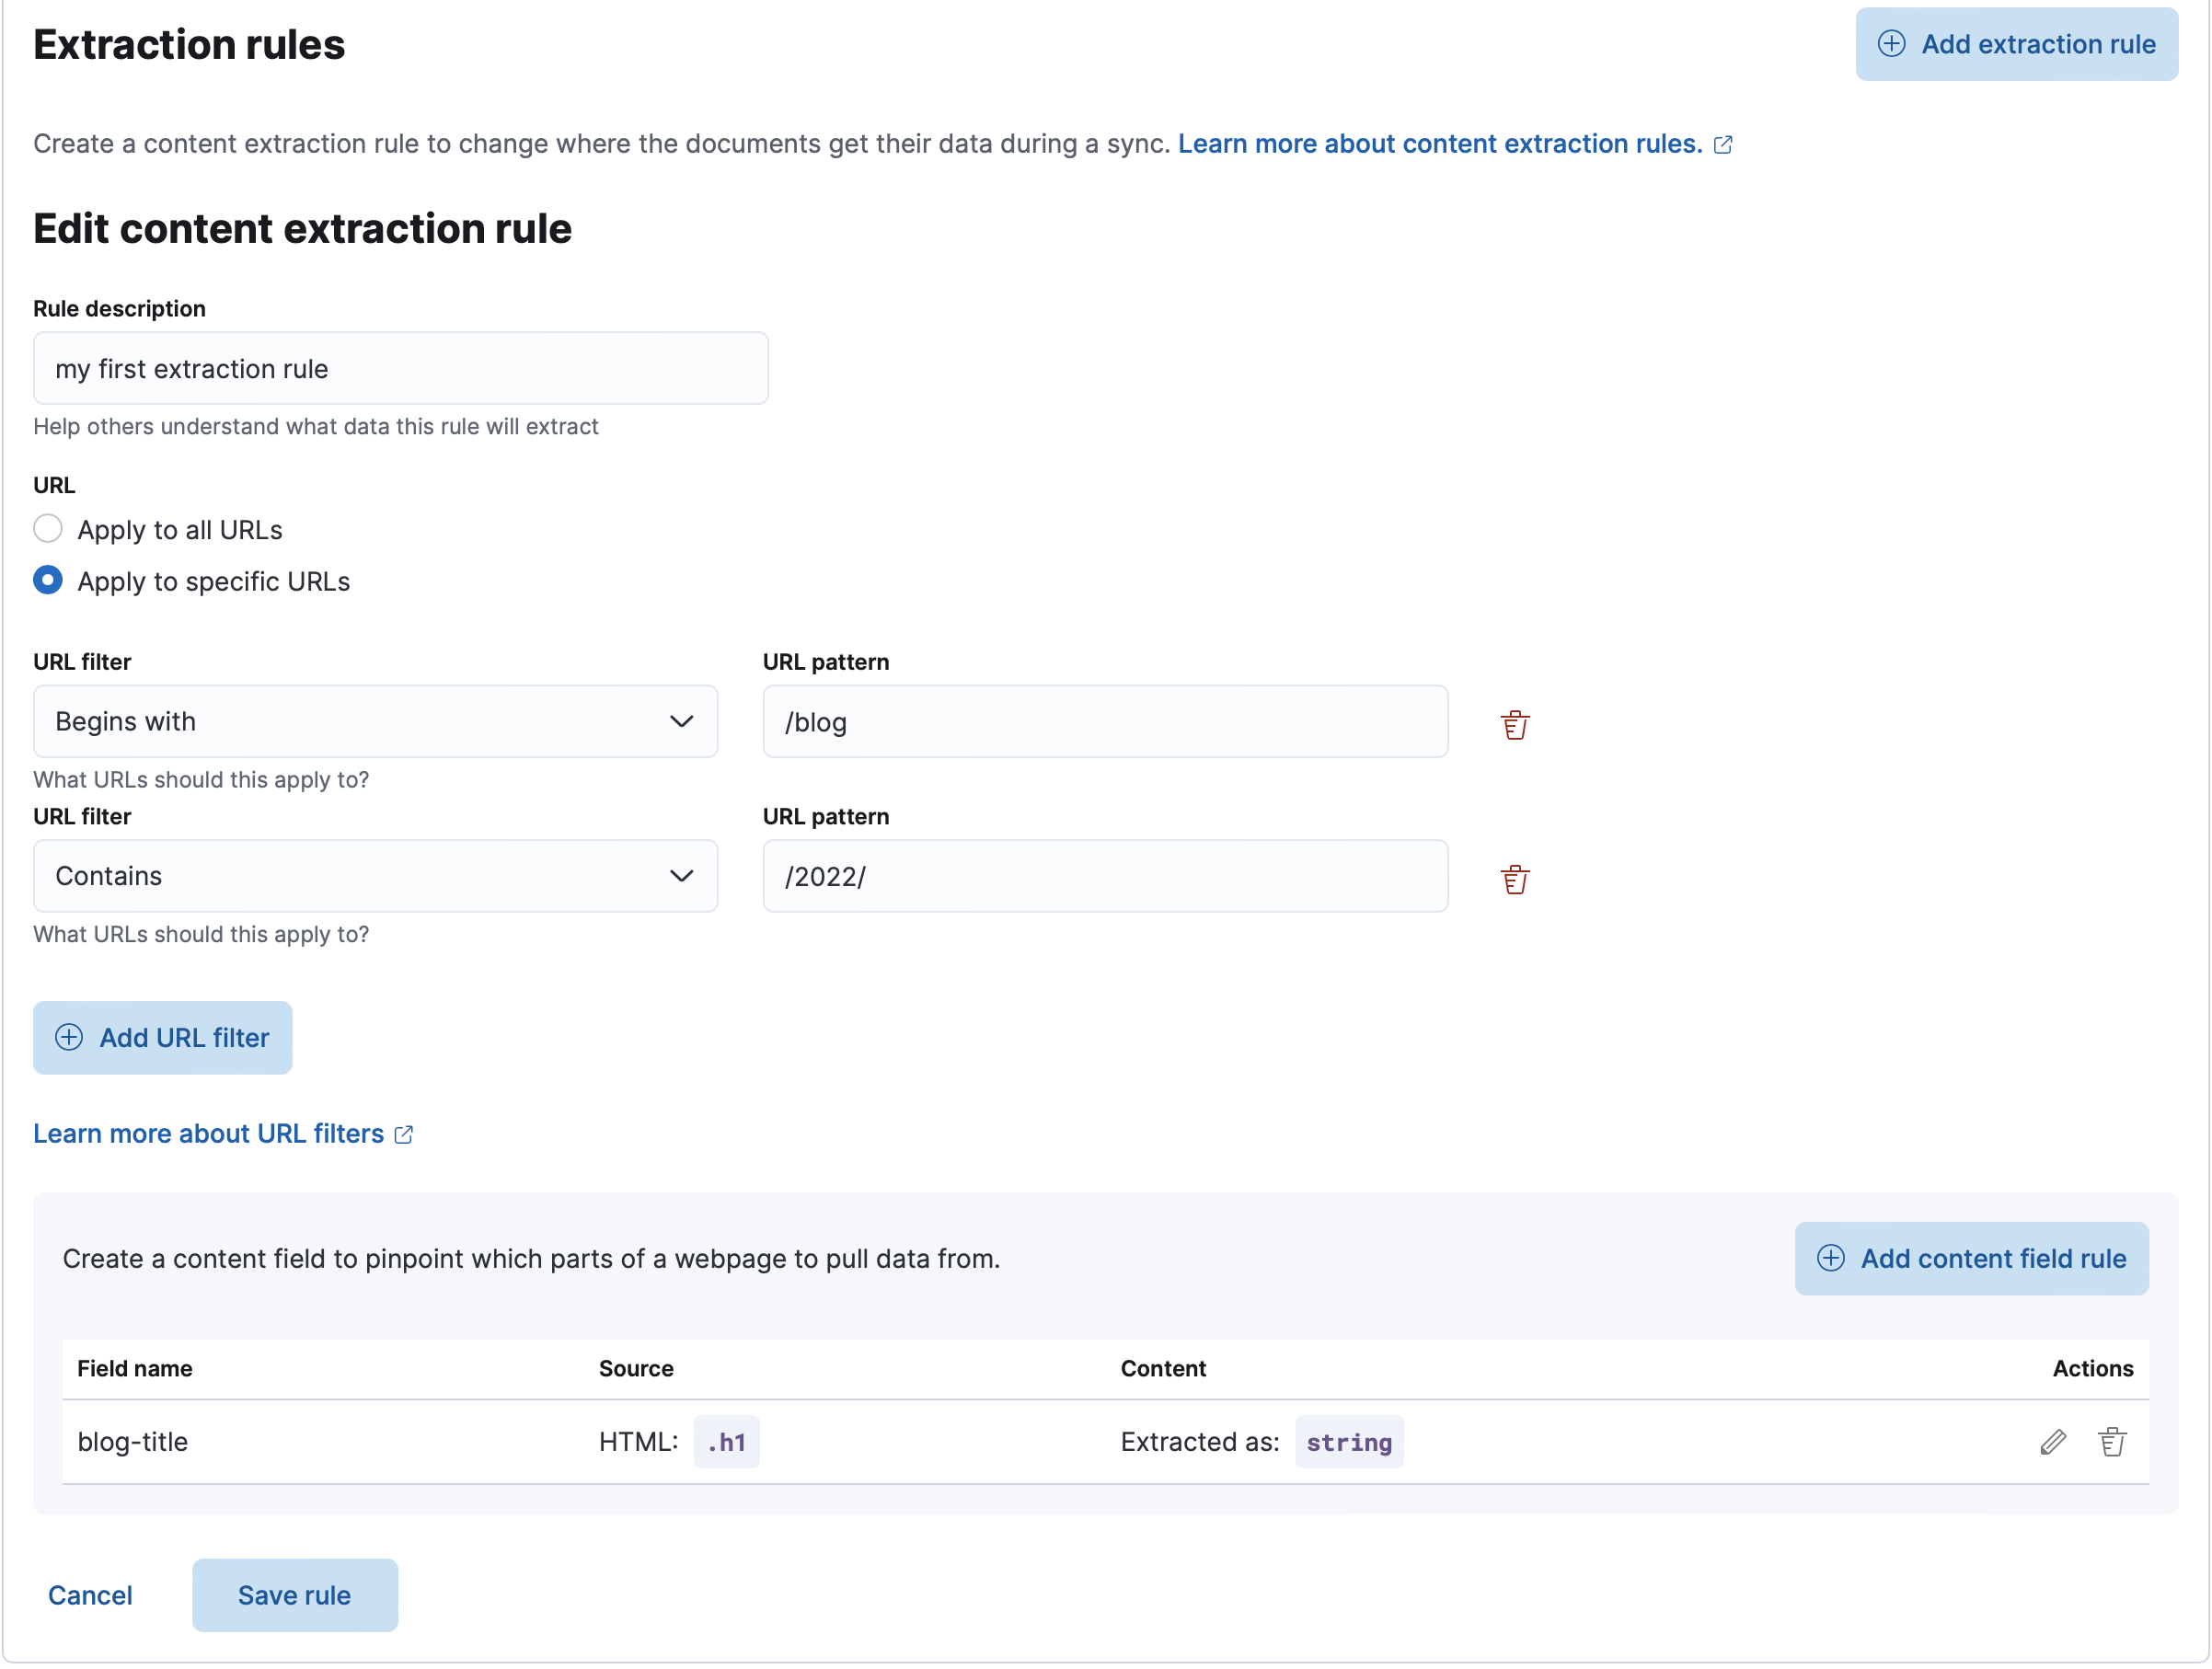 Extraction rules
Add extraction rule
Create a content extraction rule to change where the documents get their data during a sync. Learn more about content extraction rules.
Edit content extraction rule
Rule description
my first extraction rule
Help others understand what data this rule will extract
URL
Apply to all URLs
Apply to specific URLs
URL filter
URL pattern
Begins with
/blog
What URLs should this apply to?
URL filter
URL pattern
Contains
/2022/
What URLs should this apply to?
Add URL filter
Learn more about URL filters
Create a content field to pinpoint which parts of a webpage to pull data from.
Add content field rule
Field name Source Content Actions
blog-title HTML: .h1 Extracted as: string
Cancel Save rule